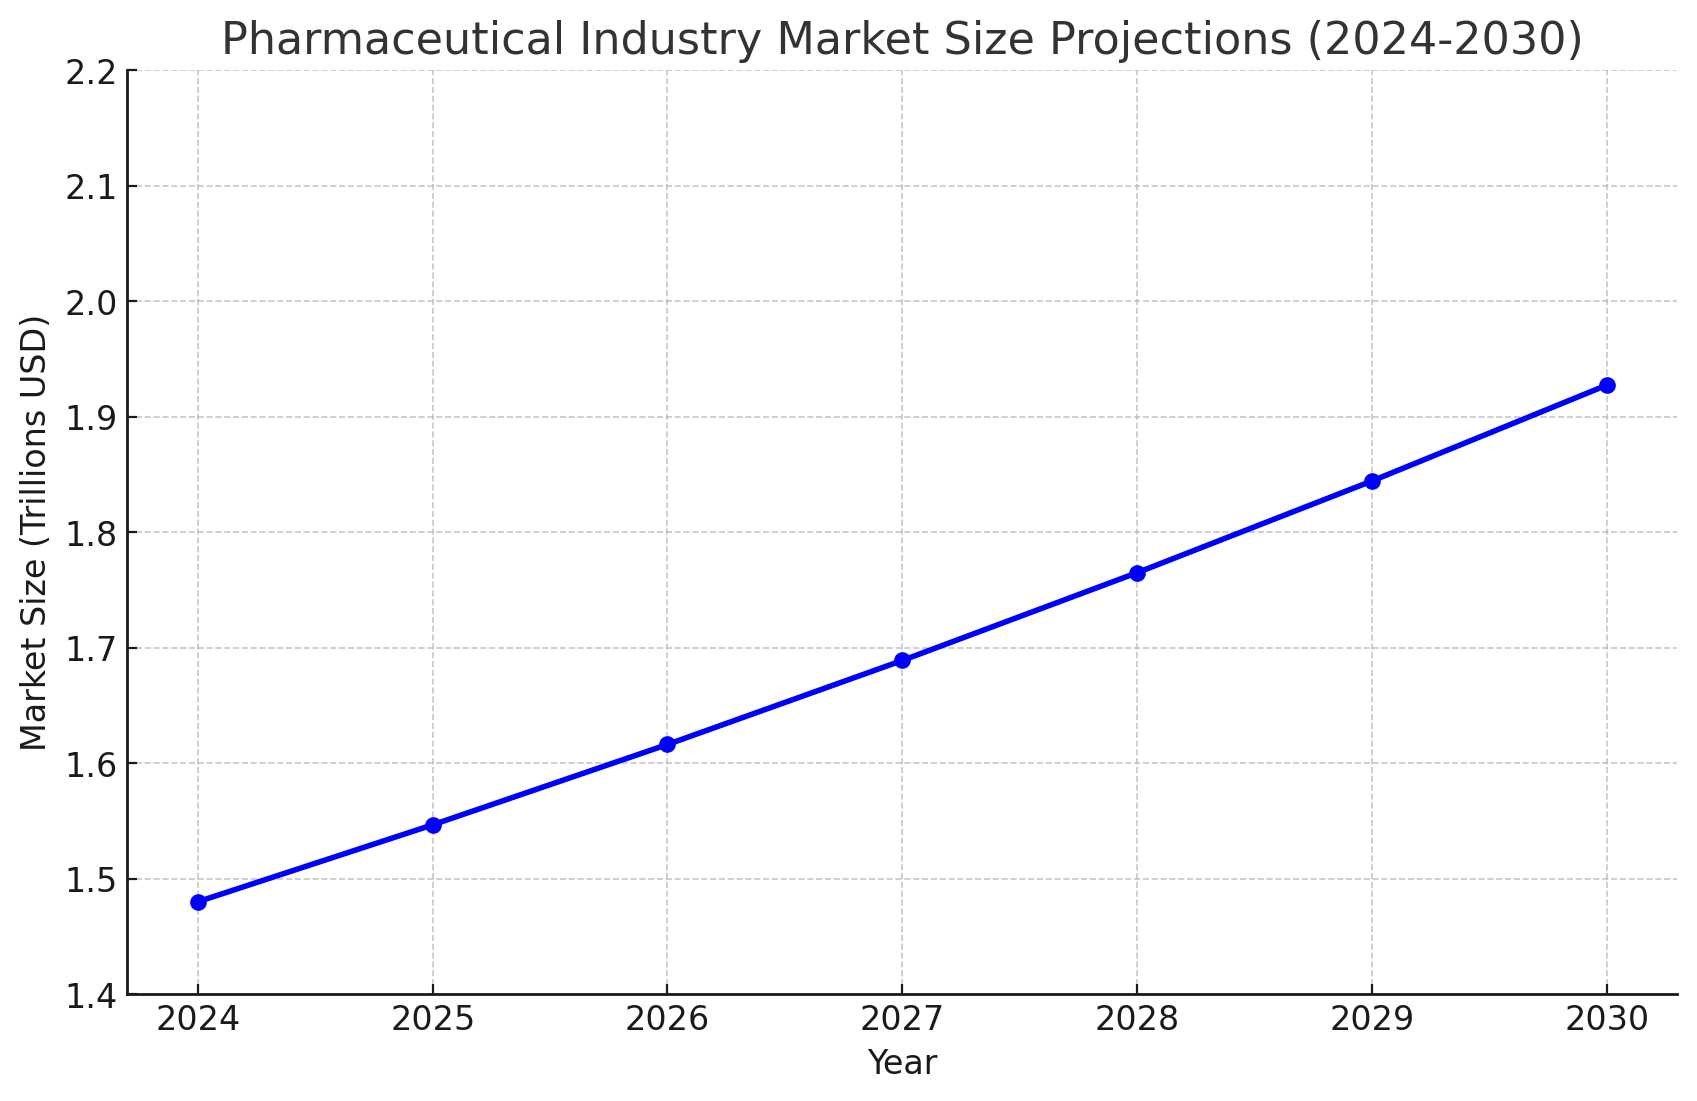 Pharmaceutical Industry Market Size Projections (2024-2030)
2.2
2.1
2.0
1.9
1.8
1.7
1.6
1.5
1.4
Market Size (Trillions USD)
2024 2025 2026 2027 2028 2029 2030
Year